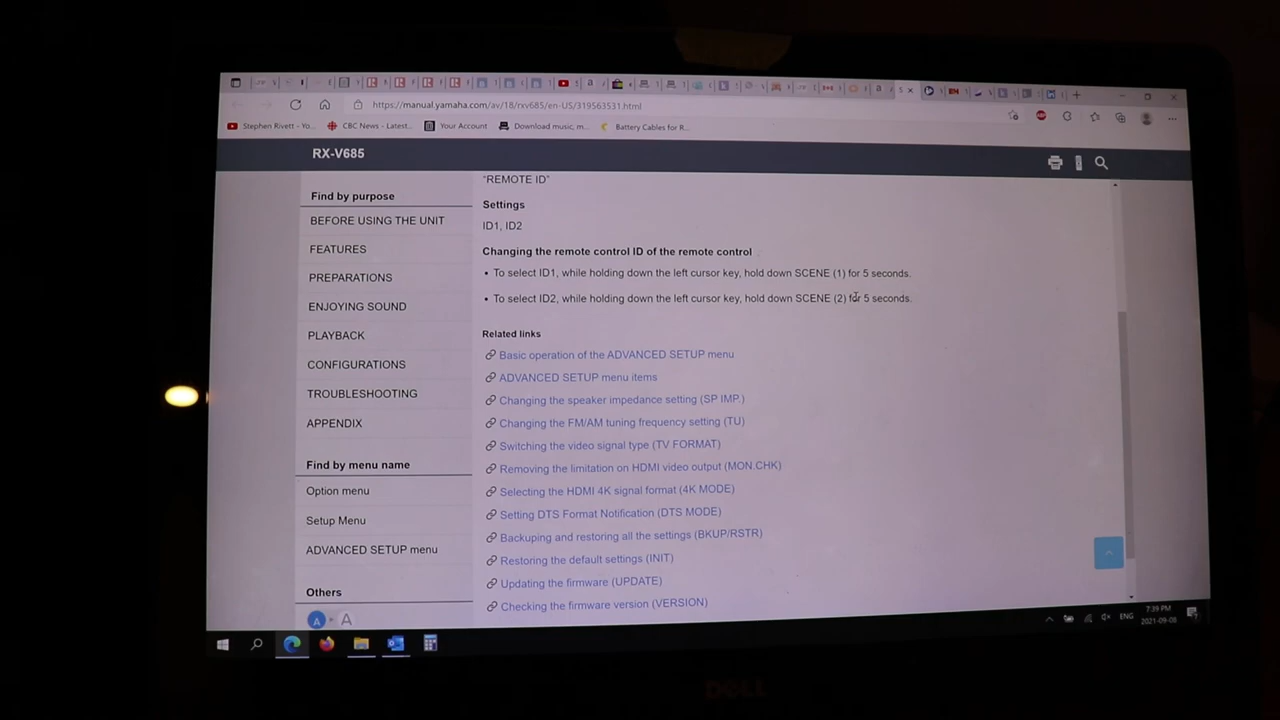 https://manual.yamaha.com/av/18/rxv685/en-US/319563531.html
Stephen Rivett - Yo...
CBC News - Latest...
Your Account
Download music, m...
Battery Cables for R...
RX-V685
Find by purpose
BEFORE USING THE UNIT
FEATURES
PREPARATIONS
ENJOYING SOUND
PLAYBACK
CONFIGURATIONS
TROUBLESHOOTING
APPENDIX
Find by menu name
Option menu
Setup Menu
ADVANCED SETUP menu
Others
A A
"REMOTE ID"
Settings
ID1, ID2
Changing the remote control ID of the remote control
• To select ID1, while holding down the left cursor key, hold down SCENE (1) for 5 seconds.
• To select ID2, while holding down the left cursor key, hold down SCENE (2) for 5 seconds.
Related links
Basic operation of the ADVANCED SETUP menu
ADVANCED SETUP menu items
Changing the speaker impedance setting (SP IMP.)
Changing the FM/AM tuning frequency setting (TU)
Switching the video signal type (TV FORMAT)
Removing the limitation on HDMI video output (MON.CHK)
Selecting the HDMI 4K signal format (4K MODE)
Setting DTS Format Notification (DTS MODE)
Backuping and restoring all the settings (BKUP/RSTR)
Restoring the default settings (INIT)
Updating the firmware (UPDATE)
Checking the firmware version (VERSION)
ENG
7:39 PM
2021-09-08
DELL